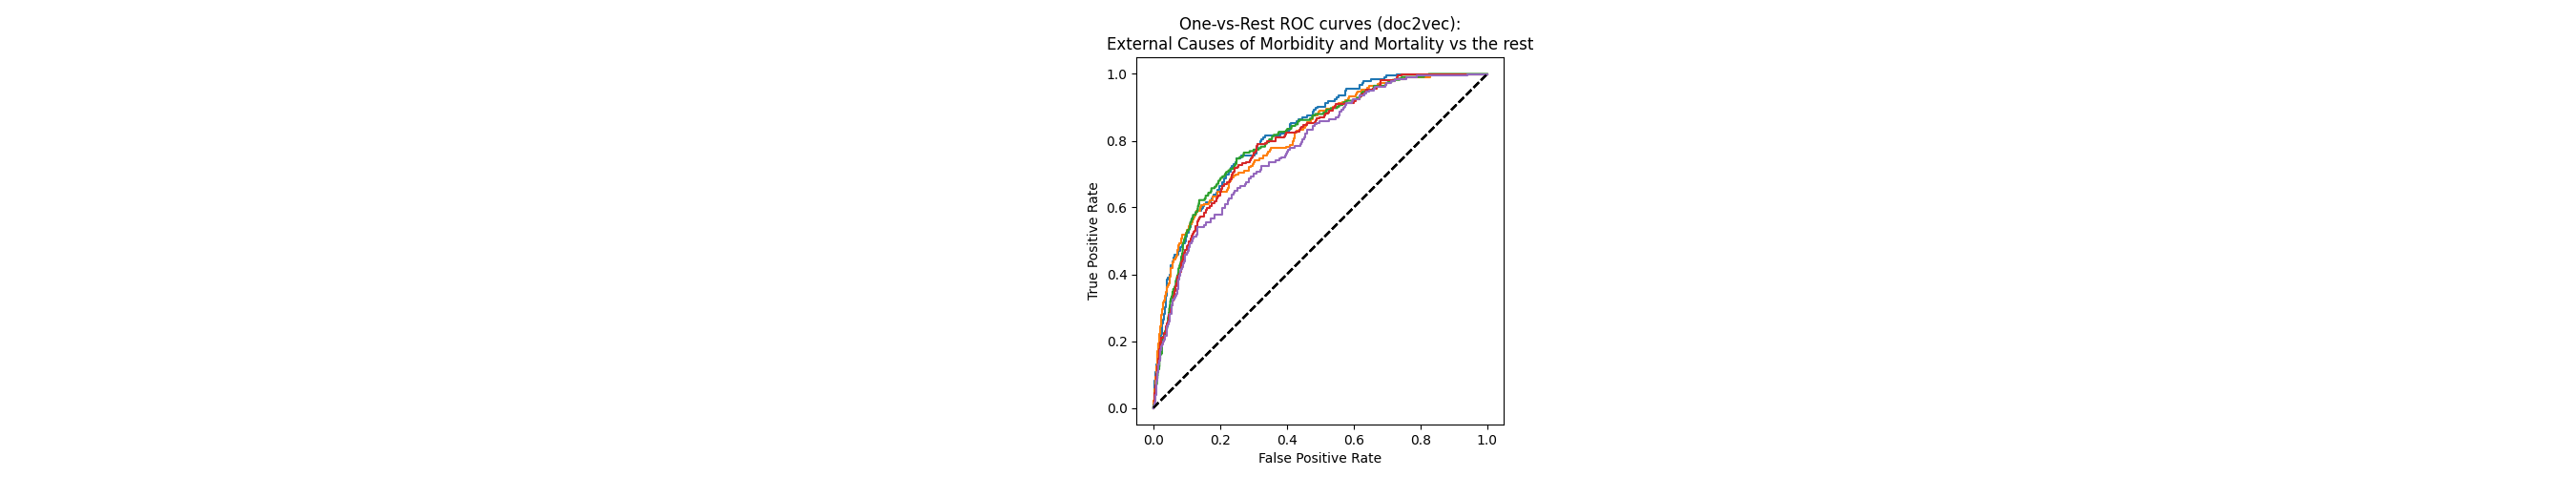 One-vs-Rest ROC curves (doc2vec):
External Causes of Morbidity and Mortality vs the rest
1.0
0.8
0.6
0.4
0.2
0.0
True Positive Rate
0.0 0.2 0.4 0.6 0.8 1.0
False Positive Rate